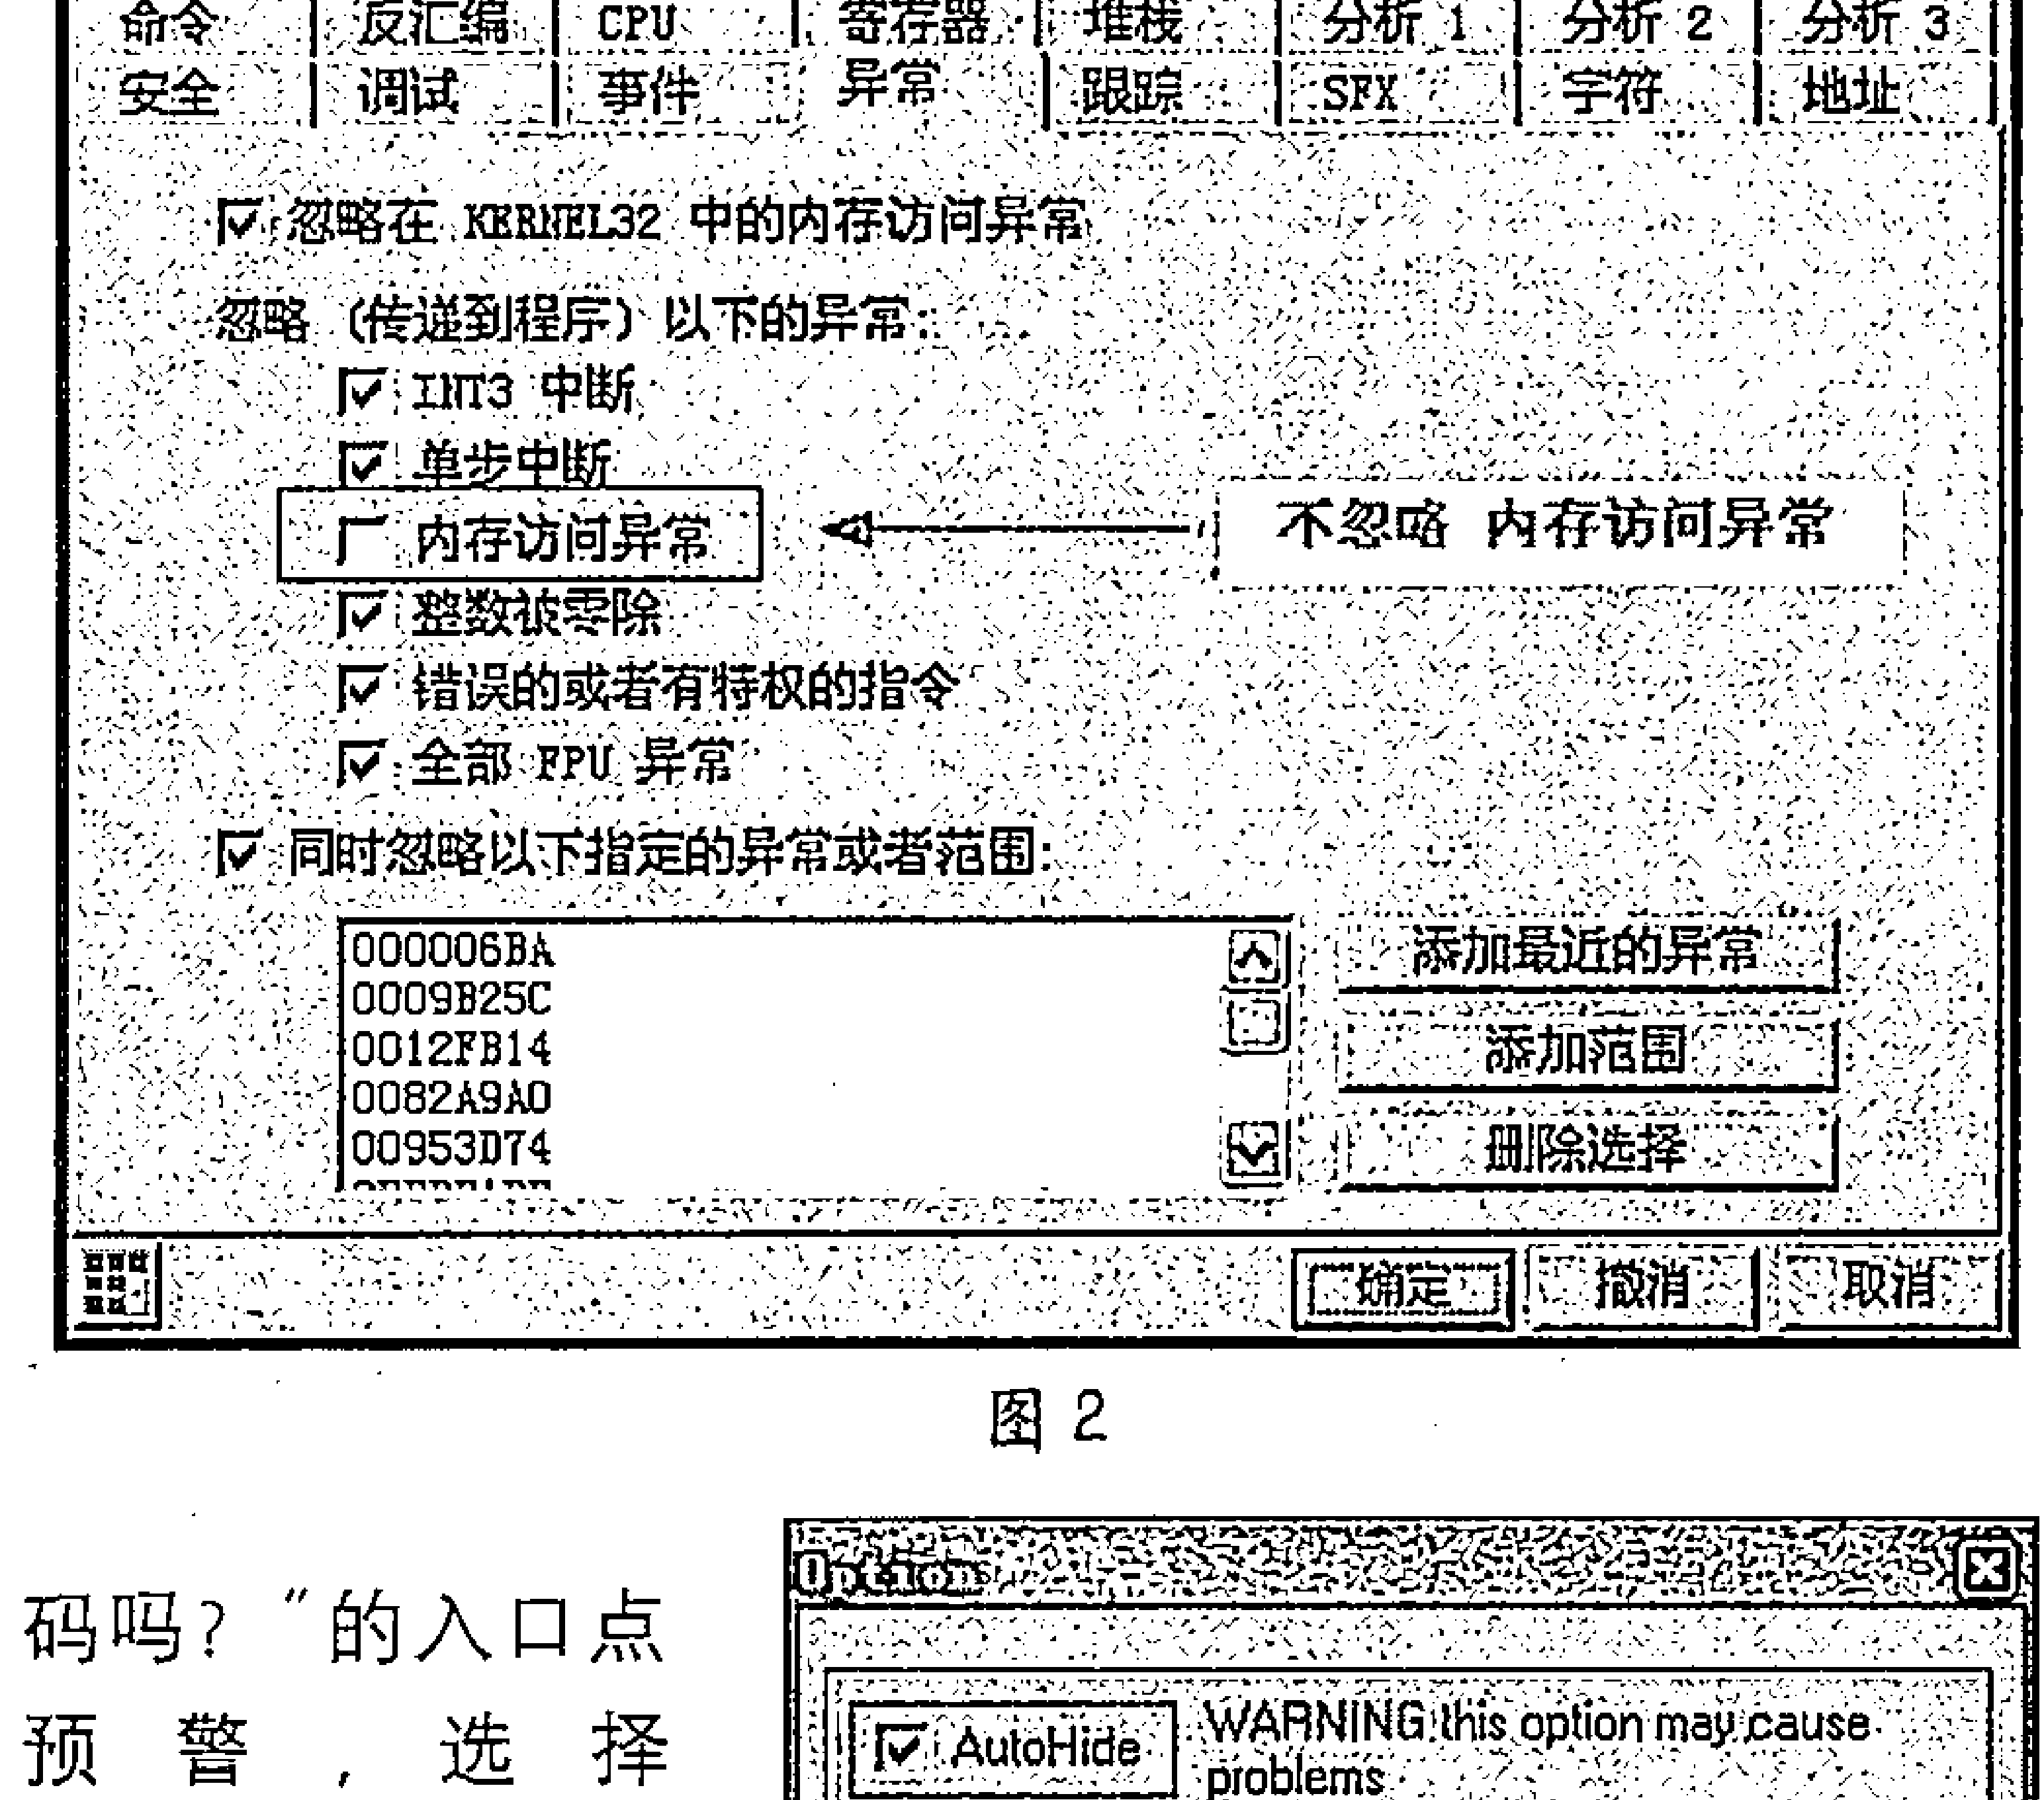 命令 反汇编 CPU 寄存器 堆栈 分析 1 分析 2 分析 3
安全 调试 事件 异常 跟踪 SFX 字符 地址
忽略在 KERNEL32 中的内存访问异常
忽略（传递到程序）以下的异常:
INT3 中断
单步中断
内存访问异常
不忽略 内存访问异常
整数被零除
错误的或者有特权的指令
全部 FPU 异常
同时忽略以下指定的异常或者范围:
000006BA
0009B25C
0012FB14
0082A9A0
00953D74
添加最近的异常
添加范围
删除选择
确定 撤消 取消
图 2
码吗？"的入口点
预警，选择
Option
AutoHide
WARNING!this option may cause
problems